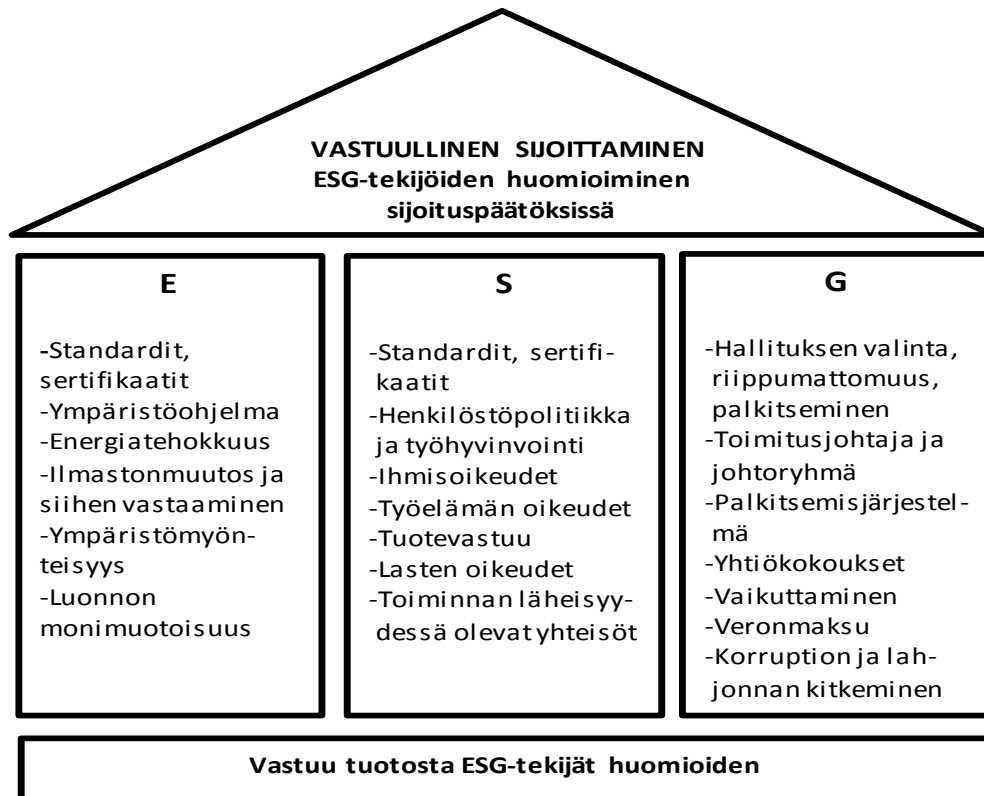 VASTUULLINEN SIJOITTAMINEN
ESG-tekijöiden huomioiminen
sijoituspäätöksissä
E
-Standardit,
sertifikaatit
-Ympäristöohjelma
-Energiatehokkuus
-Ilmastonmuutos ja
siihen vastaaminen
-Ympäristömyön-
teisyys
-Luonnon
monimuotoisuus
S
-Standardit, sertifi-
kaatit
-Henkilöstöpolitiikka
ja työhyvinvointi
-Ihmisoikeudet
-Työelämän oikeudet
-Tuotevastuu
-Lasten oikeudet
-Toiminnan läheisyy-
dessä olevat yhteisöt
G
-Hallituksen valinta,
riippumattomuus,
palkitseminen
-Toimitusjohtaja ja
johtoryhmä
-Palkitsemisjärjestel-
mä
-Yhtiökokoukset
-Vaikuttaminen
-Veronmaksu
-Korruption ja lah-
jonnan kitkeminen
Vastuu tuotosta ESG-tekijät huomioiden